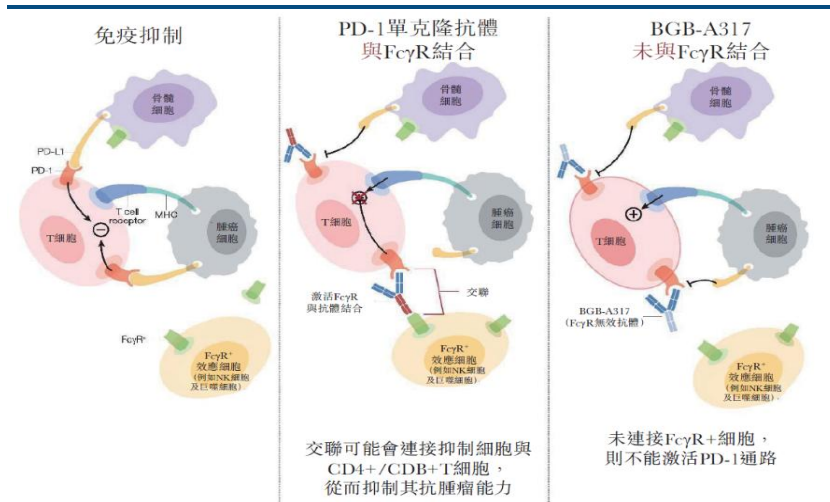 免疫抑制
骨髓
細胞
PD-L1
PD-1
T cell
roceptor
MHC
T細胞
腫瘤
細胞
FcγR⁺
FcγR⁺
效應細胞
(例如NK細胞
及巨噬細胞)
PD-1單克隆抗體
與FcγR結合
骨髓
細胞
T細胞
腫瘤
細胞
激活FcγR
與抗體結合
交聯
FcγR⁺
效應細胞
(例如NK細胞
及巨噬細胞)
交聯可能會連接抑制細胞與
CD4+/CDB+T細胞,
從而抑制其抗腫瘤能力
BGB-A317
未與FcγR結合
骨髓
細胞
T細胞
腫瘤
細胞
BGB-A317
(FcγR無效抗體)
FcγR⁺
效應細胞
(例如NK細胞
及巨噬細胞)
未連接FcγR+細胞,
則不能激活PD-1通路